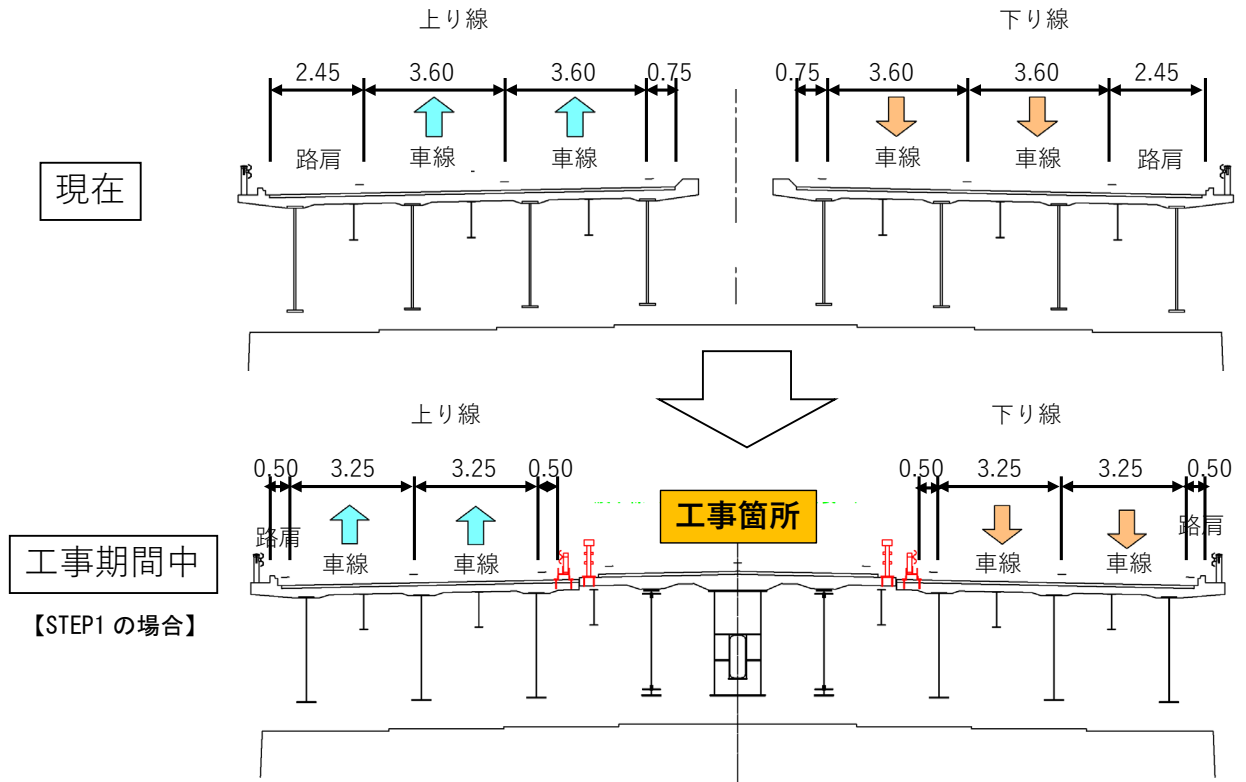 上り線 下り線
2.45 3.60 3.60 0.75 0.75 3.60 3.60 2.45
路肩 車線 車線 車線 車線 路肩
現在
上り線 下り線
0.50 3.25 3.25 0.50 0.50 3.25 3.25 0.50
工事箇所
路肩 車線 車線 車線 車線 路肩
工事期間中
【STEP1 の場合】